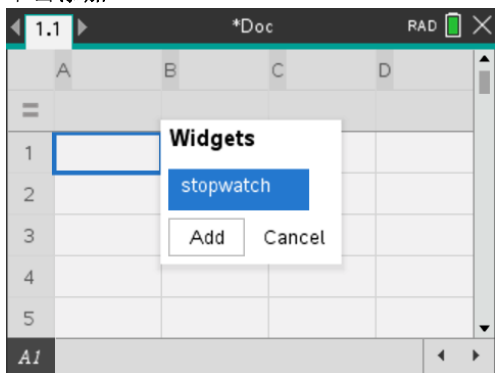 1.1
*Doc
RAD
A B C D
=
1
2
3
4
5
Widgets
stopwatch
Add Cancel
A1